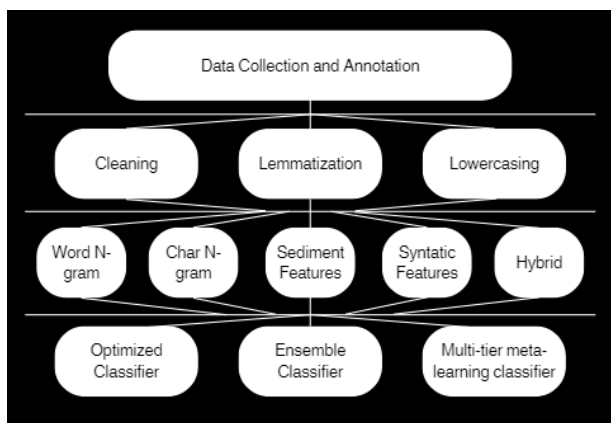 Data Collection and Annotation
Cleaning
Lemmatization
Lowercasing
Word N-
gram
Char N-
gram
Sediment
Features
Syntatic
Features
Hybrid
Optimized
Classifier
Ensemble
Classifier
Multi-tier meta-
learning classifier